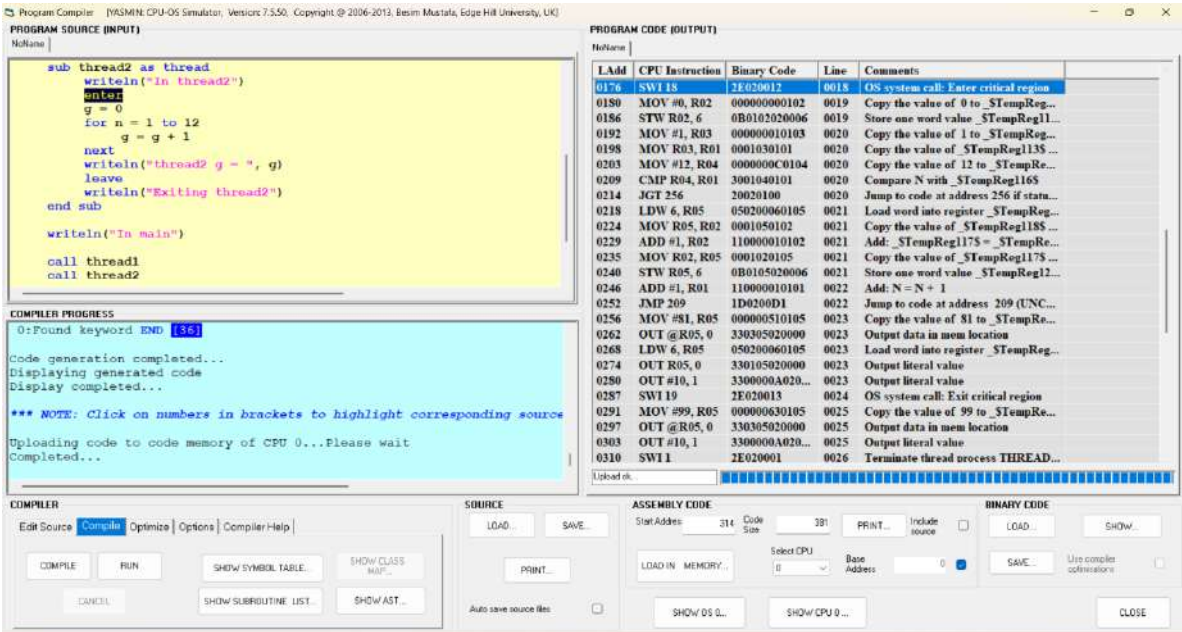 Program Compiler [YASMIN: CPU-OS Simulator, Version: 7.5.50, Copyright @ 2006-2013, Besim Mustafa, Edge Hill University, UK]
PROGRAM SOURCE (INPUT)
NoName
sub thread2 as thread
writeln("In thread2")
enter
g = 0
for n = 1 to 12
g = g + 1
next
writeln("thread2 g = ", g)
leave
writeln("Exiting thread2")
end sub
writeln("In main")
call thread1
call thread2
COMPILER PROGRESS
0:Found keyword END [36]
Code generation completed...
Displaying generated code
Display completed...
*** NOTE: Click on numbers in brackets to highlight corresponding source
Uploading code to code memory of CPU 0...Please wait
Completed...
PROGRAM CODE (OUTPUT)
NoName
LAdd CPU Instruction Binary Code Line Comments
0176 SWI 18 2E020012 0018 OS system call: Enter critical region
0180 MOV #0, R02 000000000102 0019 Copy the value of 0 to _$TempReg...
0186 STW R02, 6 0B0102020006 0019 Store one word value _$TempReg11...
0192 MOV #1, R03 000000010103 0020 Copy the value of 1 to _$TempReg...
0198 MOV R03, R01 0001030101 0020 Copy the value of _$TempReg113$ ...
0203 MOV #12, R04 0000000C0104 0020 Copy the value of 12 to _$TempRe...
0209 CMP R04, R01 3001040101 0020 Compare N with _$TempReg116$
0214 JGT 256 20020100 0020 Jump to code at address 256 if statu...
0218 LDW 6, R05 050200060105 0021 Load word into register _$TempReg...
0224 MOV R05, R02 0001050102 0021 Copy the value of _$TempReg118$ ...
0229 ADD #1, R02 110000010102 0021 Add: _$TempReg117$ = _$TempRe...
0235 MOV R02, R05 0001020105 0021 Copy the value of _$TempReg117$ ...
0240 STW R05, 6 0B0105020006 0021 Store one word value _$TempReg12...
0246 ADD #1, R01 110000010101 0022 Add: N = N + 1
0252 JMP 209 1D0200D1 0022 Jump to code at address 209 (UNC...
0256 MOV #81, R05 000000510105 0023 Copy the value of 81 to _$TempRe...
0262 OUT @R05, 0 330305020000 0023 Output data in mem location
0268 LDW 6, R05 050200060105 0023 Load word into register _$TempReg...
0274 OUT R05, 0 330105020000 0023 Output literal value
0280 OUT #10, 1 3300000A020... 0023 Output literal value
0287 SWI 19 2E020013 0024 OS system call: Exit critical region
0291 MOV #99, R05 000000630105 0025 Copy the value of 99 to _$TempRe...
0297 OUT @R05, 0 330305020000 0025 Output data in mem location
0303 OUT #10, 1 3300000A020... 0025 Output literal value
0310 SWI 1 2E020001 0026 Terminate thread process THREAD...
Upload ok.
COMPILER
Edit Source Compile Optimize Options Compiler Help
COMPILE RUN SHOW SYMBOL TABLE... SHOW CLASS MAP...
CANCEL SHOW SUBROUTINE LIST... SHOW AST...
SOURCE
LOAD... SAVE...
PRINT...
Auto save source files
ASSEMBLY CODE
Start Address 314 Code Size 381 PRINT... Include source
LOAD IN MEMORY... Select CPU 0 Base Address 0
SHOW OS 0... SHOW CPU 0 ...
BINARY CODE
LOAD... SHOW...
SAVE... Use compiler optimisations
CLOSE